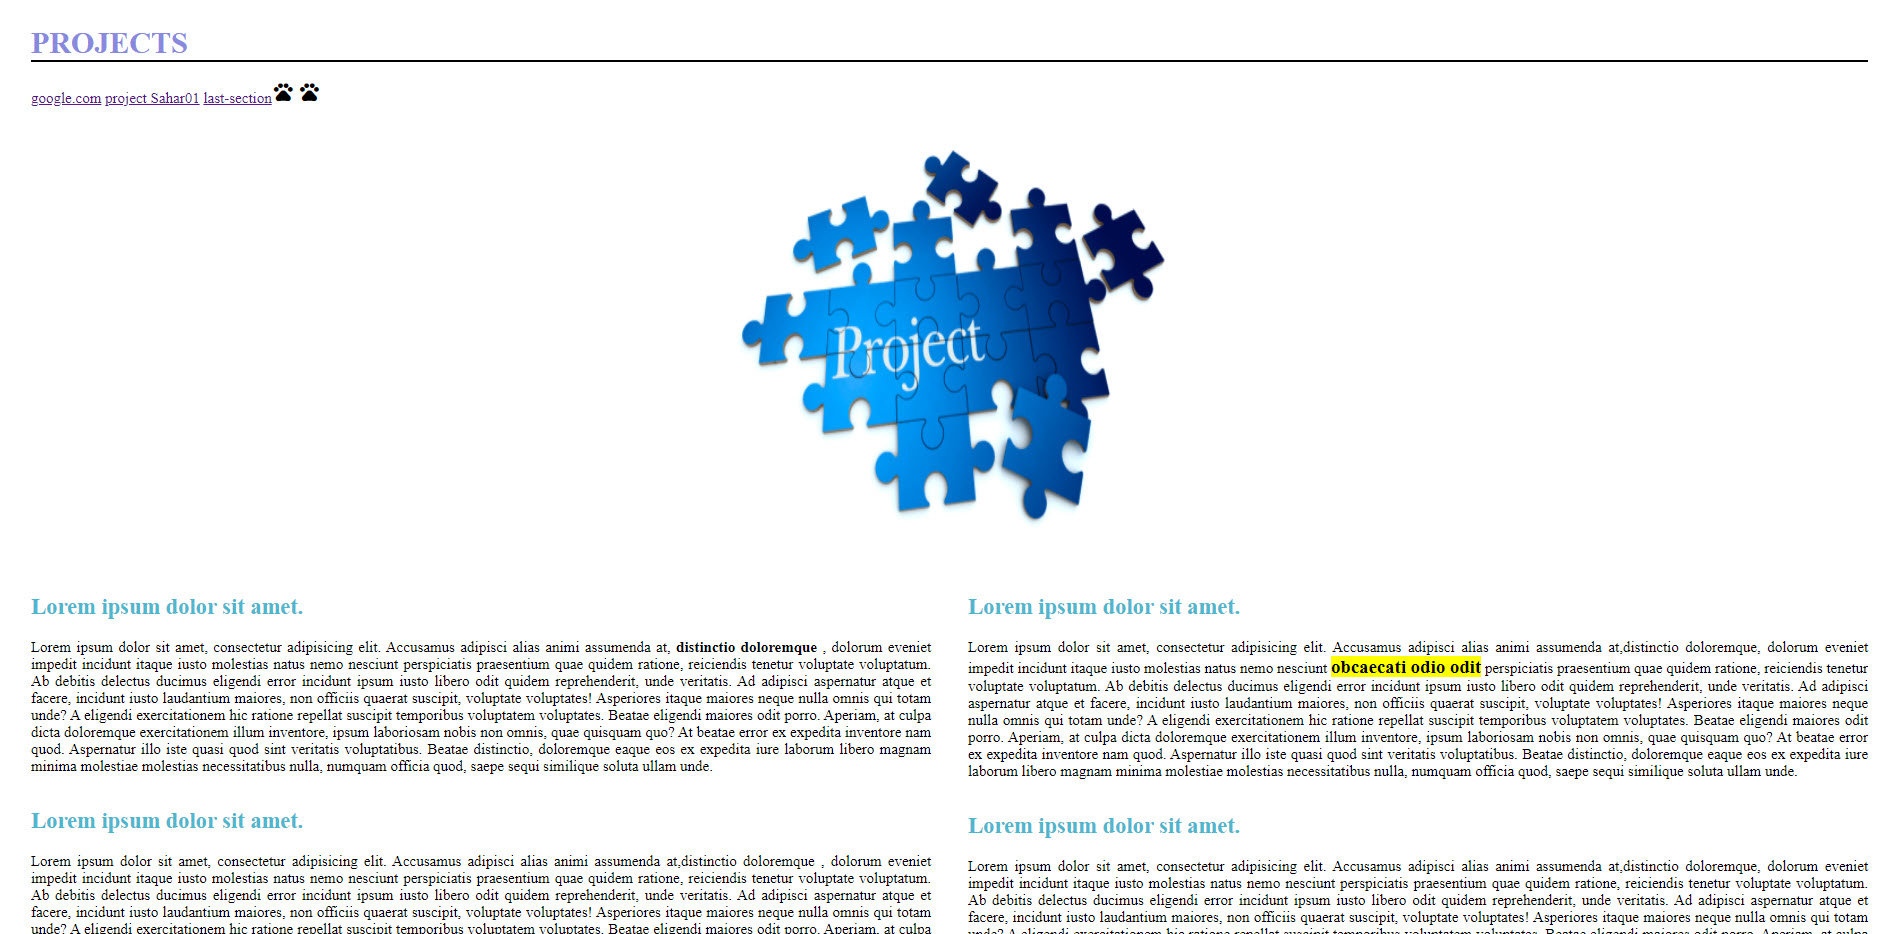 PROJECTS
google.com project Sahar01 last-section
Project
Lorem ipsum dolor sit amet.
Lorem ipsum dolor sit amet, consectetur adipisicing elit. Accusamus adipisci alias animi assumenda at, distinctio doloremque , dolorum eveniet
impedit incidunt itaque iusto molestias natus nemo nesciunt perspiciatis praesentium quae quidem ratione, reiciendis tenetur voluptate voluptatum.
Ab debitis delectus ducimus eligendi error incidunt ipsum iusto libero odit quidem reprehenderit, unde veritatis. Ad adipisci aspernatur atque et
facere, incidunt iusto laudantium maiores, non officiis quaerat suscipit, voluptate voluptates! Asperiores itaque maiores neque nulla omnis qui totam
unde? A eligendi exercitationem hic ratione repellat suscipit temporibus voluptatem voluptates. Beatae eligendi maiores odit porro. Aperiam, at culpa
dicta doloremque exercitationem illum inventore, ipsum laboriosam nobis non omnis, quae quisquam quo? At beatae error ex expedita inventore nam
quod. Aspernatur illo iste quasi quod sint veritatis voluptatibus. Beatae distinctio, doloremque eaque eos ex expedita iure laborum libero magnam
minima molestiae molestias necessitatibus nulla, numquam officia quod, saepe sequi similique soluta ullam unde.
Lorem ipsum dolor sit amet.
Lorem ipsum dolor sit amet, consectetur adipisicing elit. Accusamus adipisci alias animi assumenda at,distinctio doloremque , dolorum eveniet
impedit incidunt itaque iusto molestias natus nemo nesciunt perspiciatis praesentium quae quidem ratione, reiciendis tenetur voluptate voluptatum.
Ab debitis delectus ducimus eligendi error incidunt ipsum iusto libero odit quidem reprehenderit, unde veritatis. Ad adipisci aspernatur atque et
facere, incidunt iusto laudantium maiores, non officiis quaerat suscipit, voluptate voluptates! Asperiores itaque maiores neque nulla omnis qui totam
unde? A eligendi exercitationem hic ratione repellat suscipit temporibus voluptatem voluptates. Beatae eligendi maiores odit porro. Aperiam, at culpa
Lorem ipsum dolor sit amet.
Lorem ipsum dolor sit amet, consectetur adipisicing elit. Accusamus adipisci alias animi assumenda at,distinctio doloremque, dolorum eveniet
impedit incidunt itaque iusto molestias natus nemo nesciunt obcaecati odio odit perspiciatis praesentium quae quidem ratione, reiciendis tenetur
voluptate voluptatum. Ab debitis delectus ducimus eligendi error incidunt ipsum iusto libero odit quidem reprehenderit, unde veritatis. Ad adipisci
aspernatur atque et facere, incidunt iusto laudantium maiores, non officiis quaerat suscipit, voluptate voluptates! Asperiores itaque maiores neque
nulla omnis qui totam unde? A eligendi exercitationem hic ratione repellat suscipit temporibus voluptatem voluptates. Beatae eligendi maiores odit
porro. Aperiam, at culpa dicta doloremque exercitationem illum inventore, ipsum laboriosam nobis non omnis, quae quisquam quo? At beatae error
ex expedita inventore nam quod. Aspernatur illo iste quasi quod sint veritatis voluptatibus. Beatae distinctio, doloremque eaque eos ex expedita iure
laborum libero magnam minima molestiae molestias necessitatibus nulla, numquam officia quod, saepe sequi similique soluta ullam unde.
Lorem ipsum dolor sit amet.
Lorem ipsum dolor sit amet, consectetur adipisicing elit. Accusamus adipisci alias animi assumenda at,distinctio doloremque, dolorum eveniet
impedit incidunt itaque iusto molestias natus nemo nesciunt perspiciatis praesentium quae quidem ratione, reiciendis tenetur voluptate voluptatum.
Ab debitis delectus ducimus eligendi error incidunt ipsum iusto libero odit quidem reprehenderit, unde veritatis. Ad adipisci aspernatur atque et
facere, incidunt iusto laudantium maiores, non officiis quaerat suscipit, voluptate voluptates! Asperiores itaque maiores neque nulla omnis qui totam